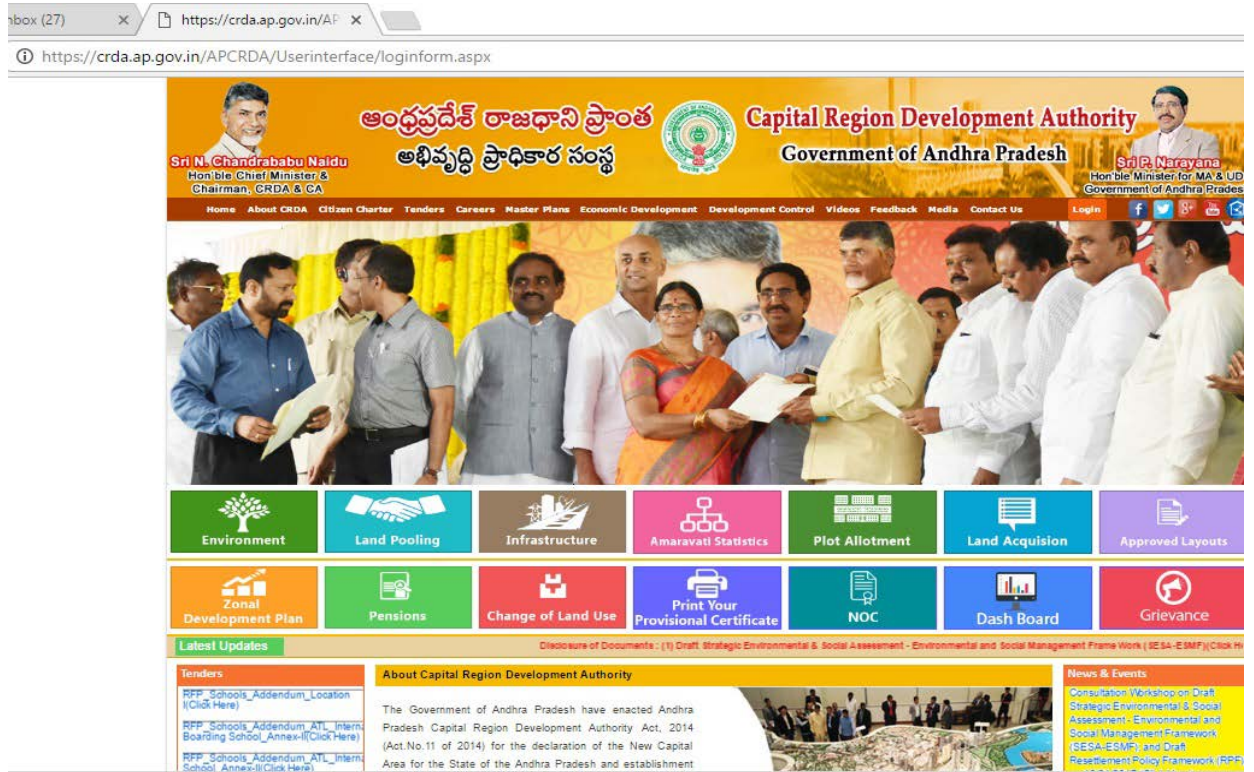 nbox (27)
https://crda.ap.gov.in/AP
https://crda.ap.gov.in/APCRDA/Userinterface/loginform.aspx
ఆంధ్రప్రదేశ్ రాజధాని ప్రాంత
అభివృద్ధి ప్రాధికార సంస్థ
Capital Region Development Authority
Government of Andhra Pradesh
Sri N. Chandrababu Naidu
Hon'ble Chief Minister &
Chairman, CRDA & CA
Sri P. Narayana
Hon'ble Minister for MA & UD
Government of Andhra Prades
Home About CRDA Citizen Charter Tenders Careers Master Plans Economic Development Development Control Videos Feedback Media Contact Us Login
Environment
Land Pooling
Infrastructure
Amaravati Statistics
Plot Allotment
Land Acquision
Approved Layouts
Zonal
Development Plan
Pensions
Change of Land Use
Print Your
Provisional Certificate
NOC
Dash Board
Grievance
Latest Updates
Disclosure of Documents : (1) Draft Strategic Environmental & Social Assessment - Environmental and Social Management Frame Work (SESA-ESMF)(Click H
Tenders
RFP_Schools_Addendum_Location
I(Click Here)
RFP_Schools_Addendum_ATL_Interna
Boarding School_Annex-II(Click Here)
RFP_Schools_Addendum_ATL_Interna
School_Annex-II(Click Here)
About Capital Region Development Authority
The Government of Andhra Pradesh have enacted Andhra
Pradesh Capital Region Development Authority Act, 2014
(Act.No.11 of 2014) for the declaration of the New Capital
Area for the State of the Andhra Pradesh and establishment
News & Events
Consultation Workshop on Draft
Strategic Environmental & Social
Assessment - Environmental and
Social Management Framework
(SESA-ESMF) and Draft
Resettlement Policy Framework (RPF)